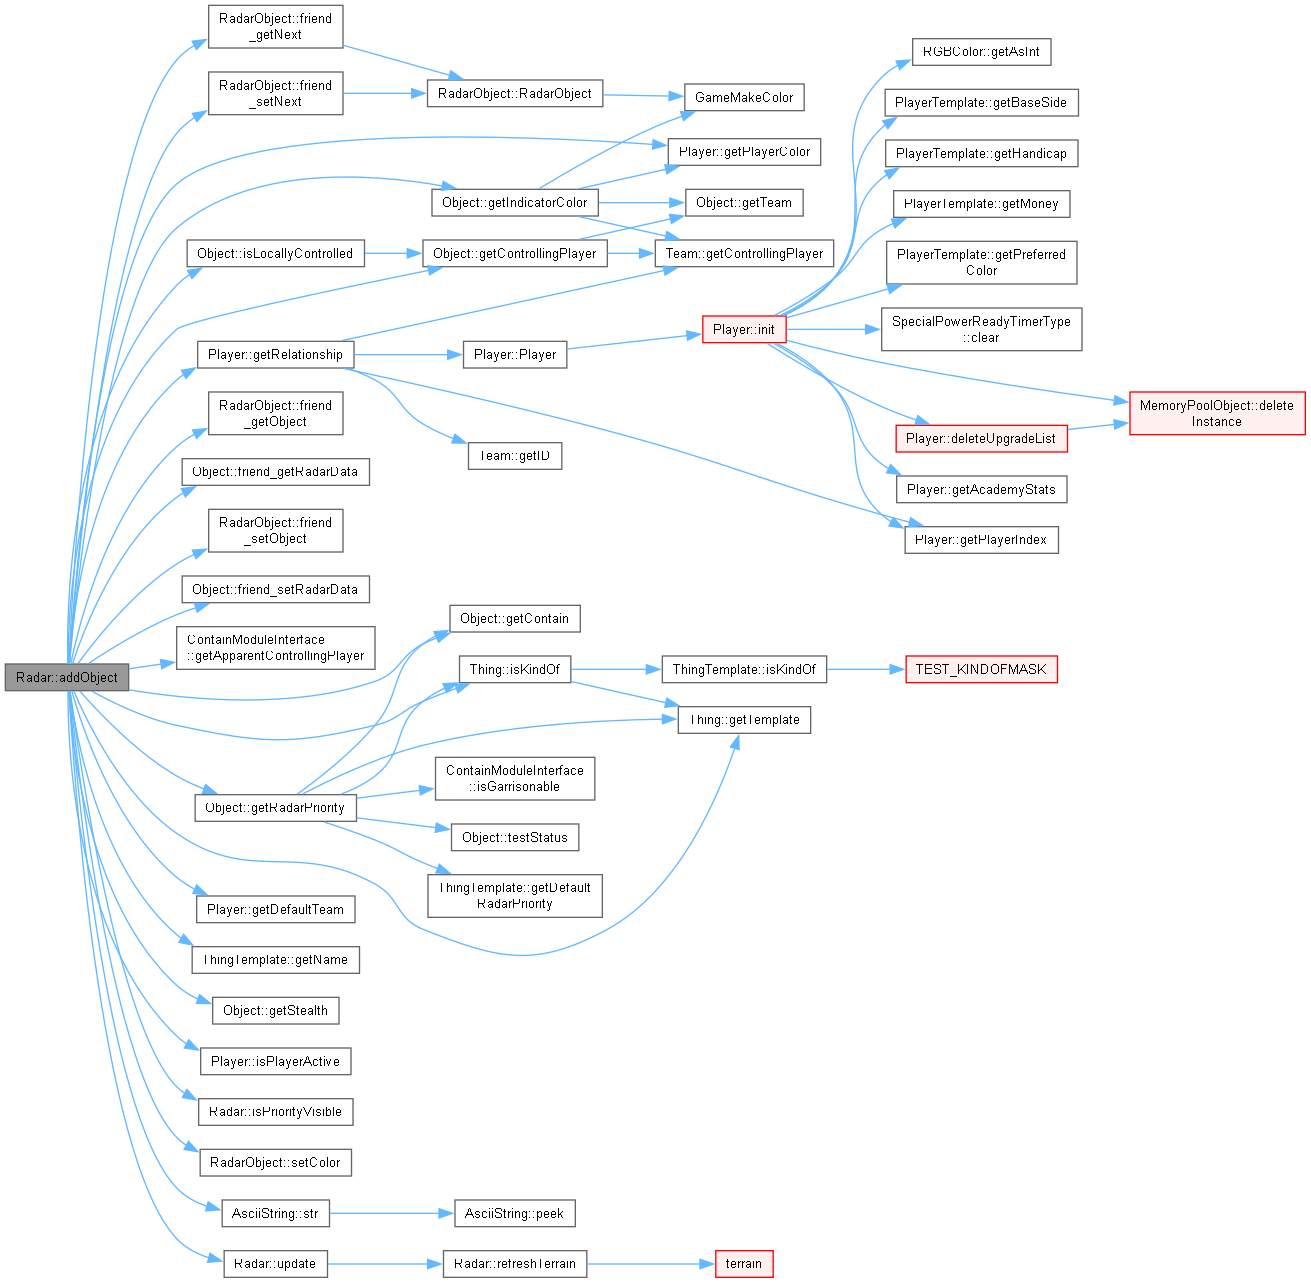 RadarObject::friend
_getNext
RadarObject::friend
_setNext
RadarObject::RadarObject
GameMakeColor
Player::getPlayerColor
Object::getIndicatorColor
Object::getTeam
Object::isLocallyControlled
Object::getControllingPlayer
Team::getControllingPlayer
Player::getRelationship
Player::Player
Player::init
RGBColor::getAsInt
PlayerTemplate::getBaseSide
PlayerTemplate::getHandicap
PlayerTemplate::getMoney
PlayerTemplate::getPreferred
Color
SpecialPowerReadyTimerType
::clear
MemoryPoolObject::delete
Instance
Player::deleteUpgradeList
Player::getAcademyStats
Player::getPlayerIndex
Team::getID
RadarObject::friend
_getObject
Object::friend_getRadarData
RadarObject::friend
_setObject
Object::friend_setRadarData
ContainModuleInterface
::getApparentControllingPlayer
Radar::addObject
Object::getContain
Thing::isKindOf
ThingTemplate::isKindOf
TEST_KINDOFMASK
Thing::getTemplate
Object::getRadarPriority
ContainModuleInterface
::isGarrisonable
Object::testStatus
ThingTemplate::getDefault
RadarPriority
Player::getDefaultTeam
ThingTemplate::getName
Object::getStealth
Player::isPlayerActive
Radar::isPriorityVisible
RadarObject::setColor
AsciiString::str
AsciiString::peek
Radar::update
Radar::refreshTerrain
terrain